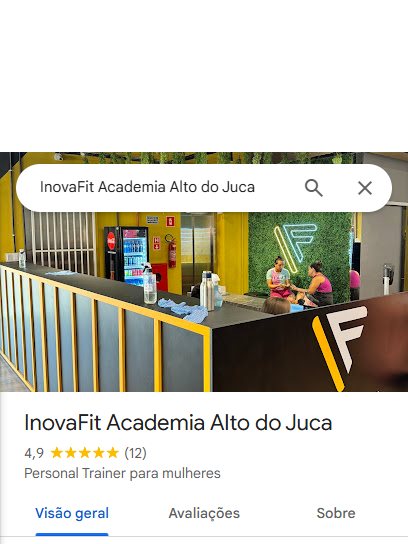 InovaFit Academia Alto do Juca
InovaFit Academia Alto do Juca
4,9 ★★★★★ (12)
Personal Trainer para mulheres
Visão geral
Avaliações
Sobre